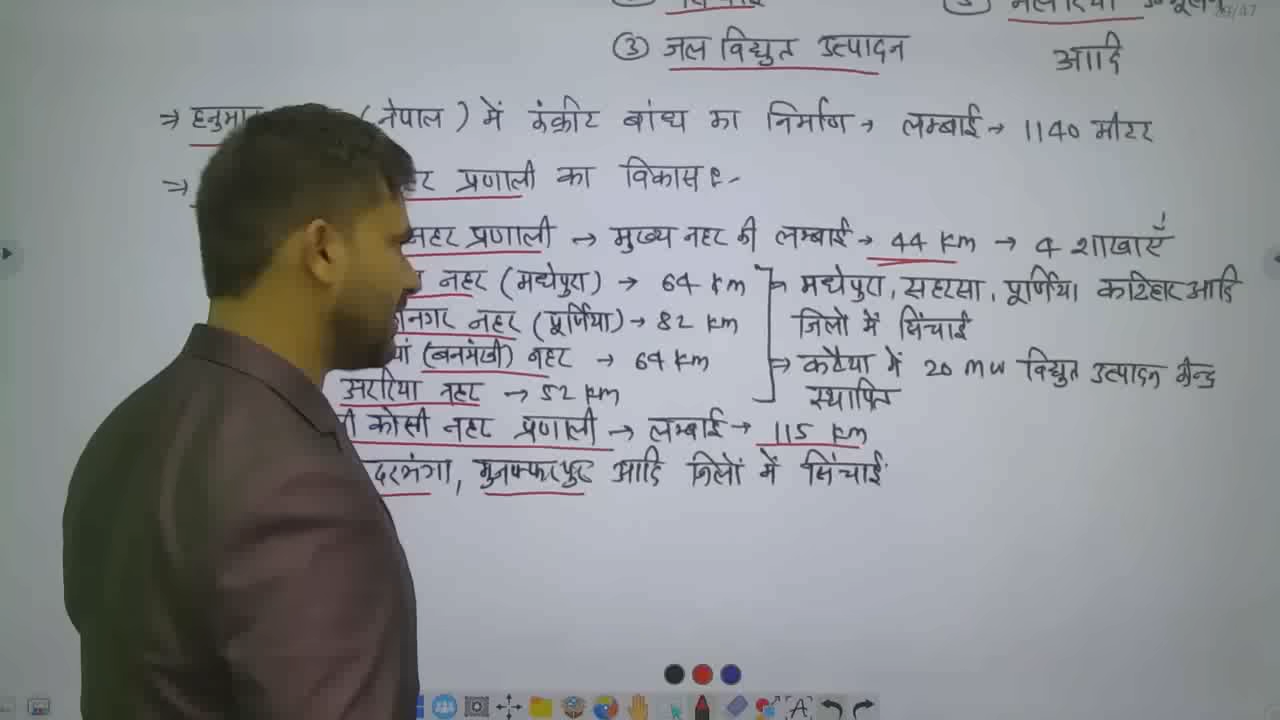 ③ जल विद्युत उत्पादन
आदि
→ (नेपाल) में कंक्रीट बांध का निर्माण → लम्बाई → 1140 मीटर
→ प्रणाली का विकास :-
नहर प्रणाली → मुख्य नहर की लम्बाई → 44 km → 4 शाखाएँ
नहर (मधेपुरा) → 64 km → मधेपुरा, सहरसा, पूर्णिया कटिहार आदि
नहर (पूर्णिया) → 82 km जिलों में सिंचाई
(बनमंखी) नहर → 64 km → कटैया में 20 MW विद्युत उत्पादन केन्द्र
अररिया नहर → 52 km स्थापित
कोसी नहर प्रणाली → लम्बाई → 115 km
दरभंगा, मुजफ्फरपुर आदि जिलों में सिंचाई